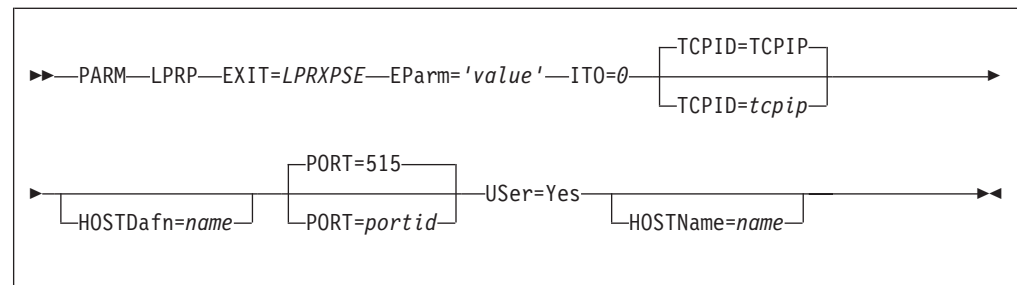 TCPID=TCPIP
PARM LPRP EXIT=LPRXPSE EParm='value' ITO=0
TCPID=tcpip
PORT=515
USer=Yes
HOSTDafn=name PORT=portid HOSTName=name